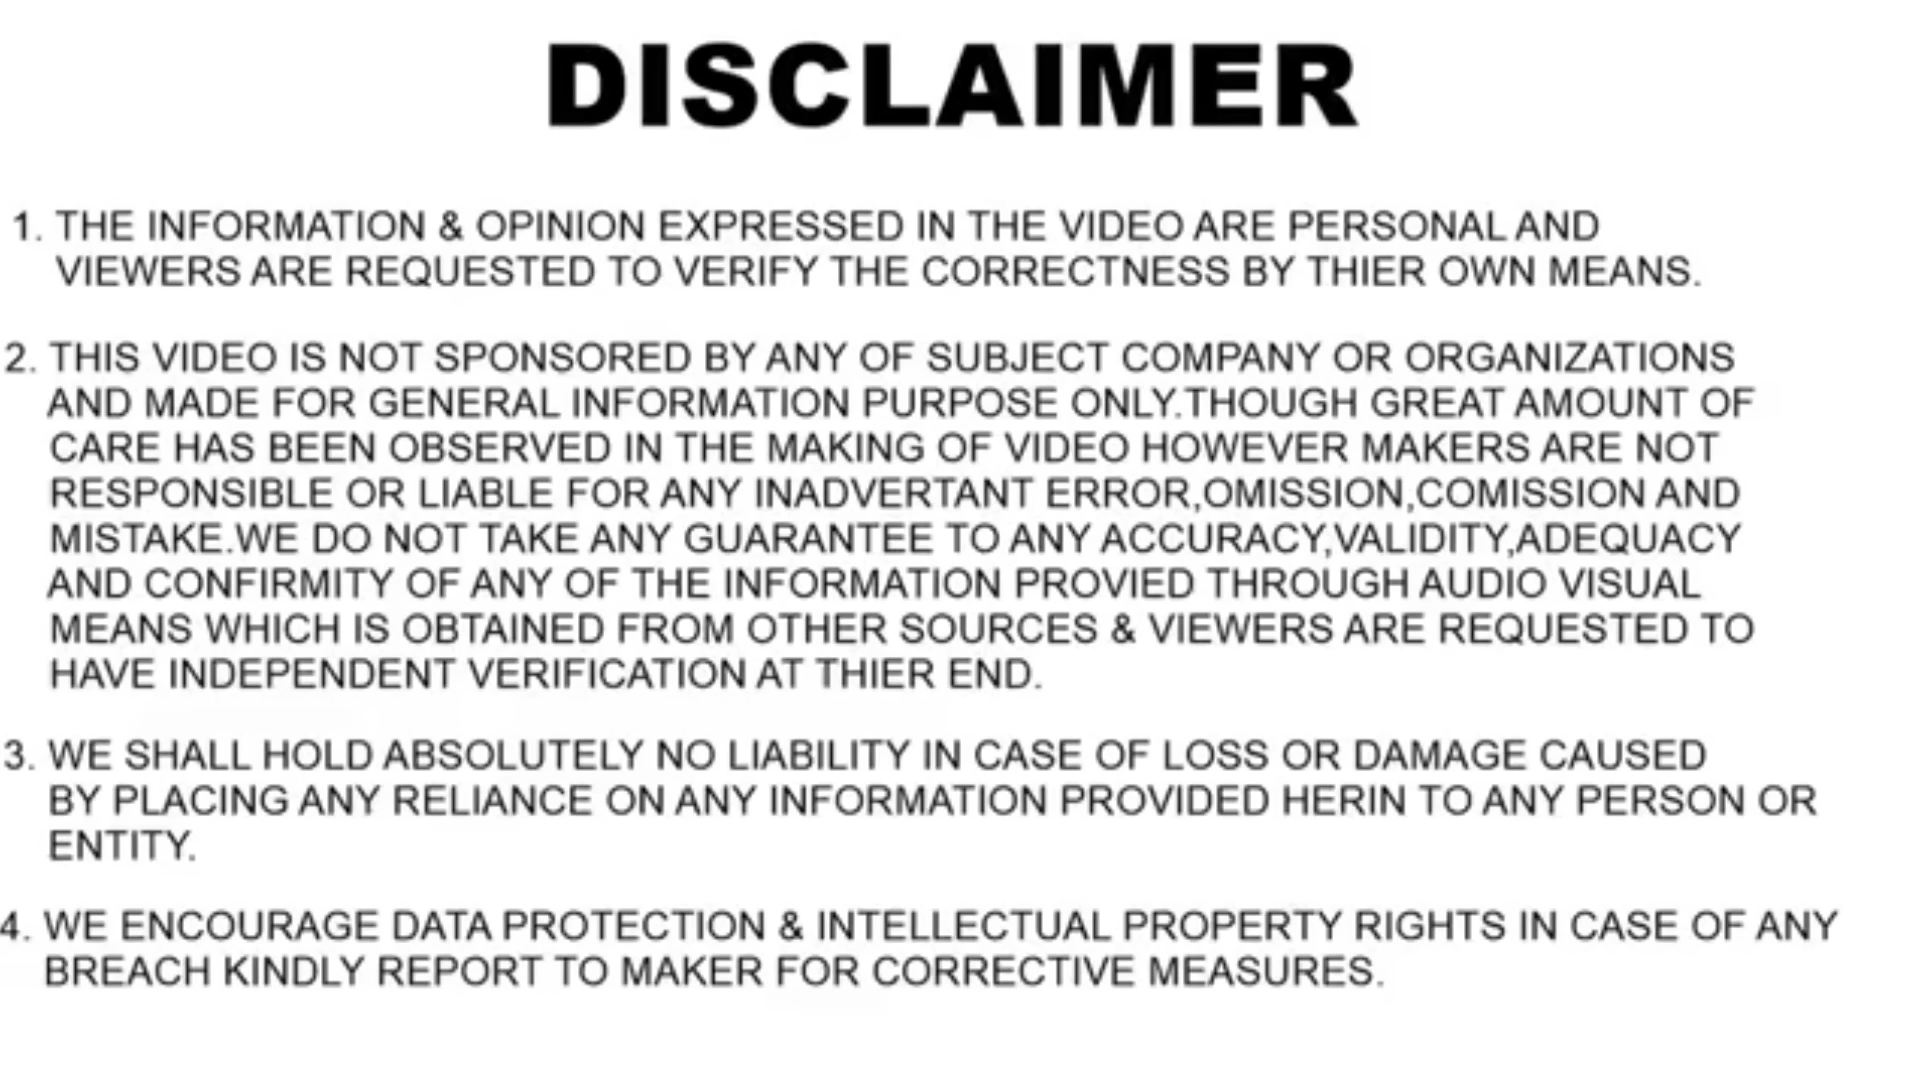 DISCLAIMER
1. THE INFORMATION & OPINION EXPRESSED IN THE VIDEO ARE PERSONAL AND
VIEWERS ARE REQUESTED TO VERIFY THE CORRECTNESS BY THIER OWN MEANS.
2. THIS VIDEO IS NOT SPONSORED BY ANY OF SUBJECT COMPANY OR ORGANIZATIONS
AND MADE FOR GENERAL INFORMATION PURPOSE ONLY.THOUGH GREAT AMOUNT OF
CARE HAS BEEN OBSERVED IN THE MAKING OF VIDEO HOWEVER MAKERS ARE NOT
RESPONSIBLE OR LIABLE FOR ANY INADVERTANT ERROR,OMISSION,COMISSION AND
MISTAKE.WE DO NOT TAKE ANY GUARANTEE TO ANY ACCURACY,VALIDITY,ADEQUACY
AND CONFIRMITY OF ANY OF THE INFORMATION PROVIED THROUGH AUDIO VISUAL
MEANS WHICH IS OBTAINED FROM OTHER SOURCES & VIEWERS ARE REQUESTED TO
HAVE INDEPENDENT VERIFICATION AT THIER END.
3. WE SHALL HOLD ABSOLUTELY NO LIABILITY IN CASE OF LOSS OR DAMAGE CAUSED
BY PLACING ANY RELIANCE ON ANY INFORMATION PROVIDED HERIN TO ANY PERSON OR
ENTITY.
4. WE ENCOURAGE DATA PROTECTION & INTELLECTUAL PROPERTY RIGHTS IN CASE OF ANY
BREACH KINDLY REPORT TO MAKER FOR CORRECTIVE MEASURES.